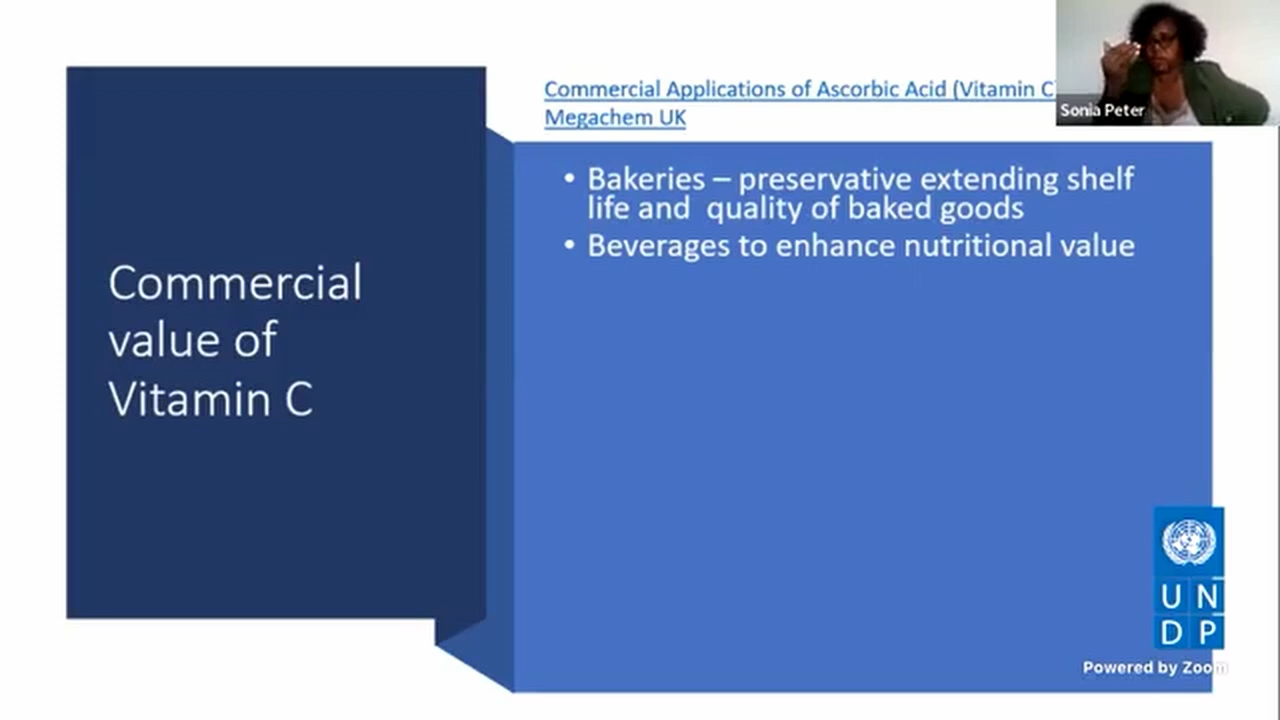 Commercial Applications of Ascorbic Acid (Vitamin C
Megachem UK
Sonia Peter
• Bakeries – preservative extending shelf
life and quality of baked goods
• Beverages to enhance nutritional value
Commercial
value of
Vitamin C
U N
D P
Powered by Zoom